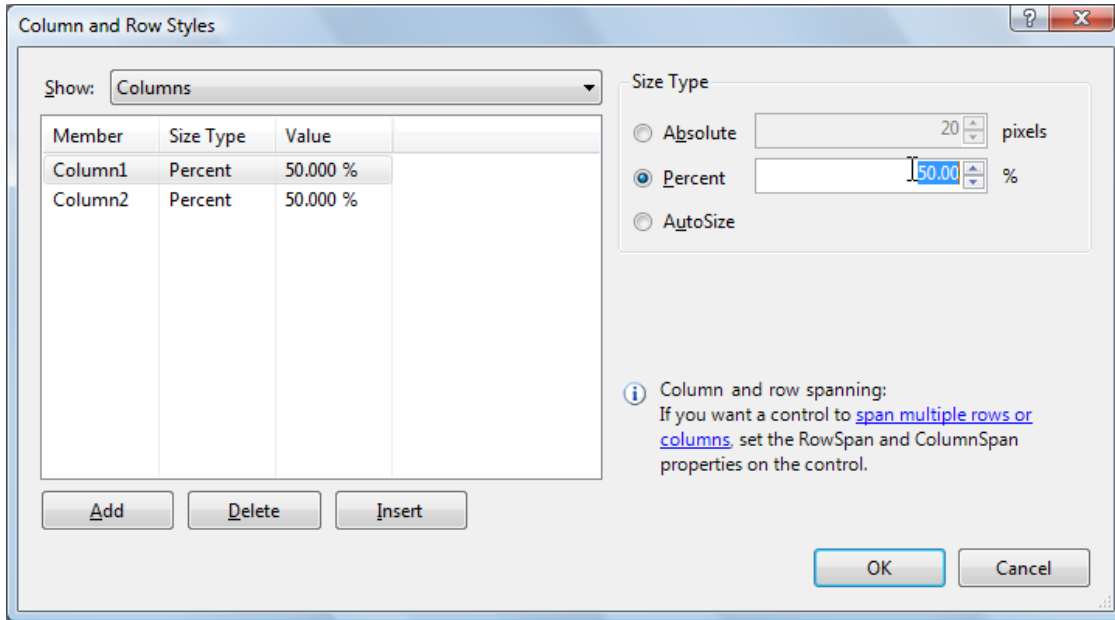 Column and Row Styles
Show: Columns
Member Size Type Value
Column1 Percent 50.000 %
Column2 Percent 50.000 %
Add Delete Insert
Size Type
Absolute 20 pixels
Percent 50.00 %
AutoSize
Column and row spanning:
If you want a control to span multiple rows or
columns, set the RowSpan and ColumnSpan
properties on the control.
OK Cancel